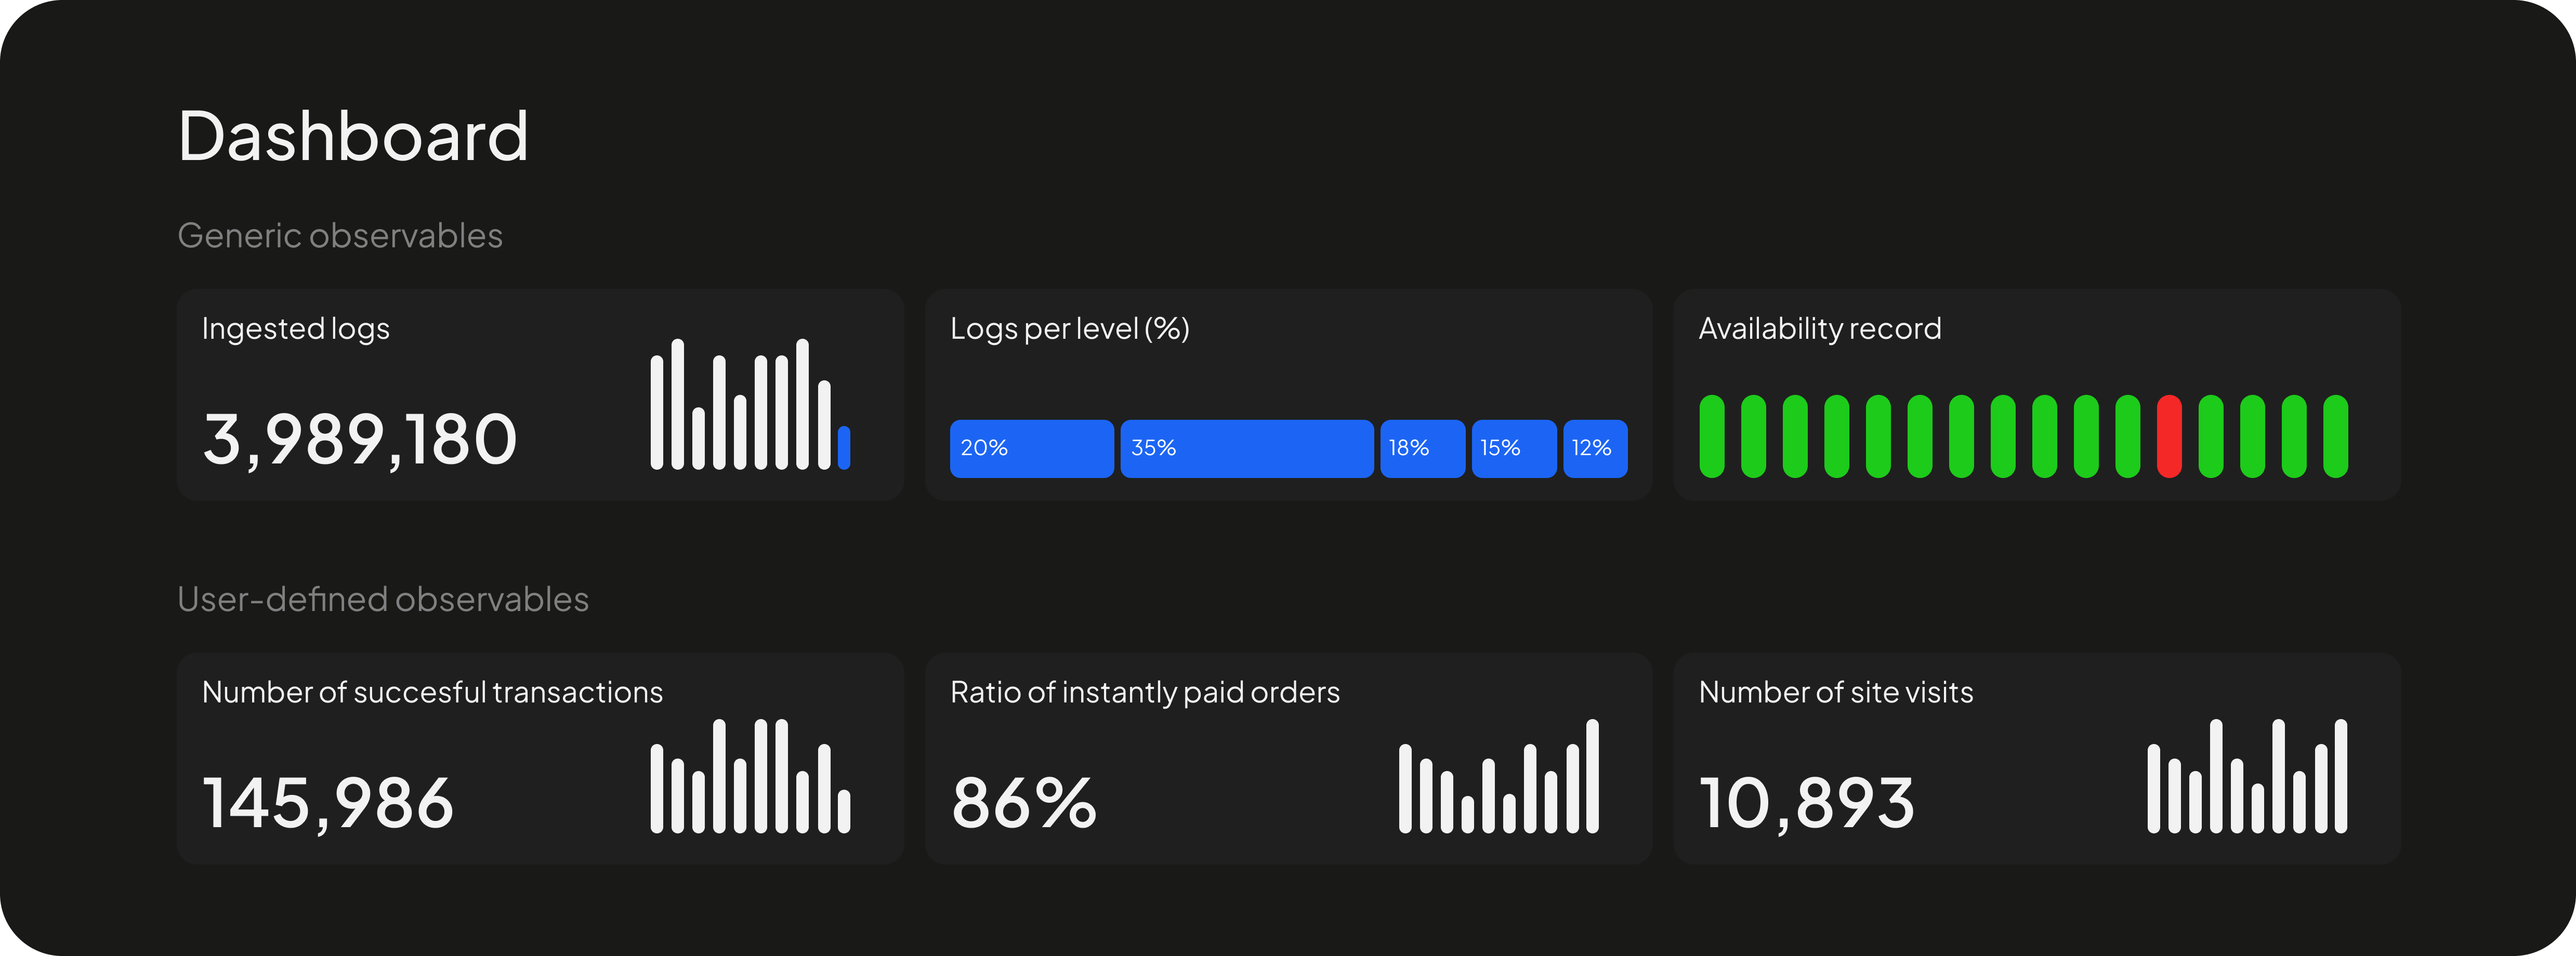 Dashboard
Generic observables
Ingested logs
3,989,180
Logs per level (%)
20% 35% 18% 15% 12%
Availability record
User-defined observables
Number of succesful transactions
145,986
Ratio of instantly paid orders
86%
Number of site visits
10,893